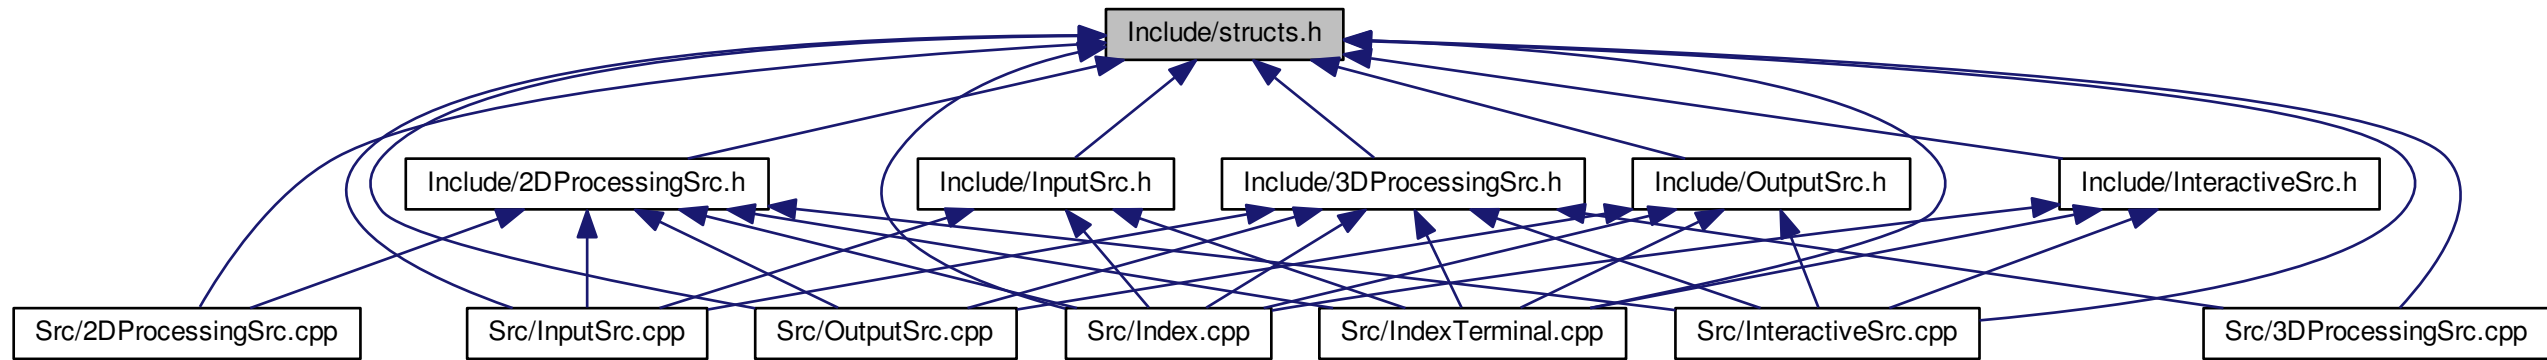 Include/structs.h
Include/2DProcessingSrc.h
Include/InputSrc.h
Include/3DProcessingSrc.h
Include/OutputSrc.h
Include/InteractiveSrc.h
Src/2DProcessingSrc.cpp
Src/InputSrc.cpp
Src/OutputSrc.cpp
Src/Index.cpp
Src/IndexTerminal.cpp
Src/InteractiveSrc.cpp
Src/3DProcessingSrc.cpp